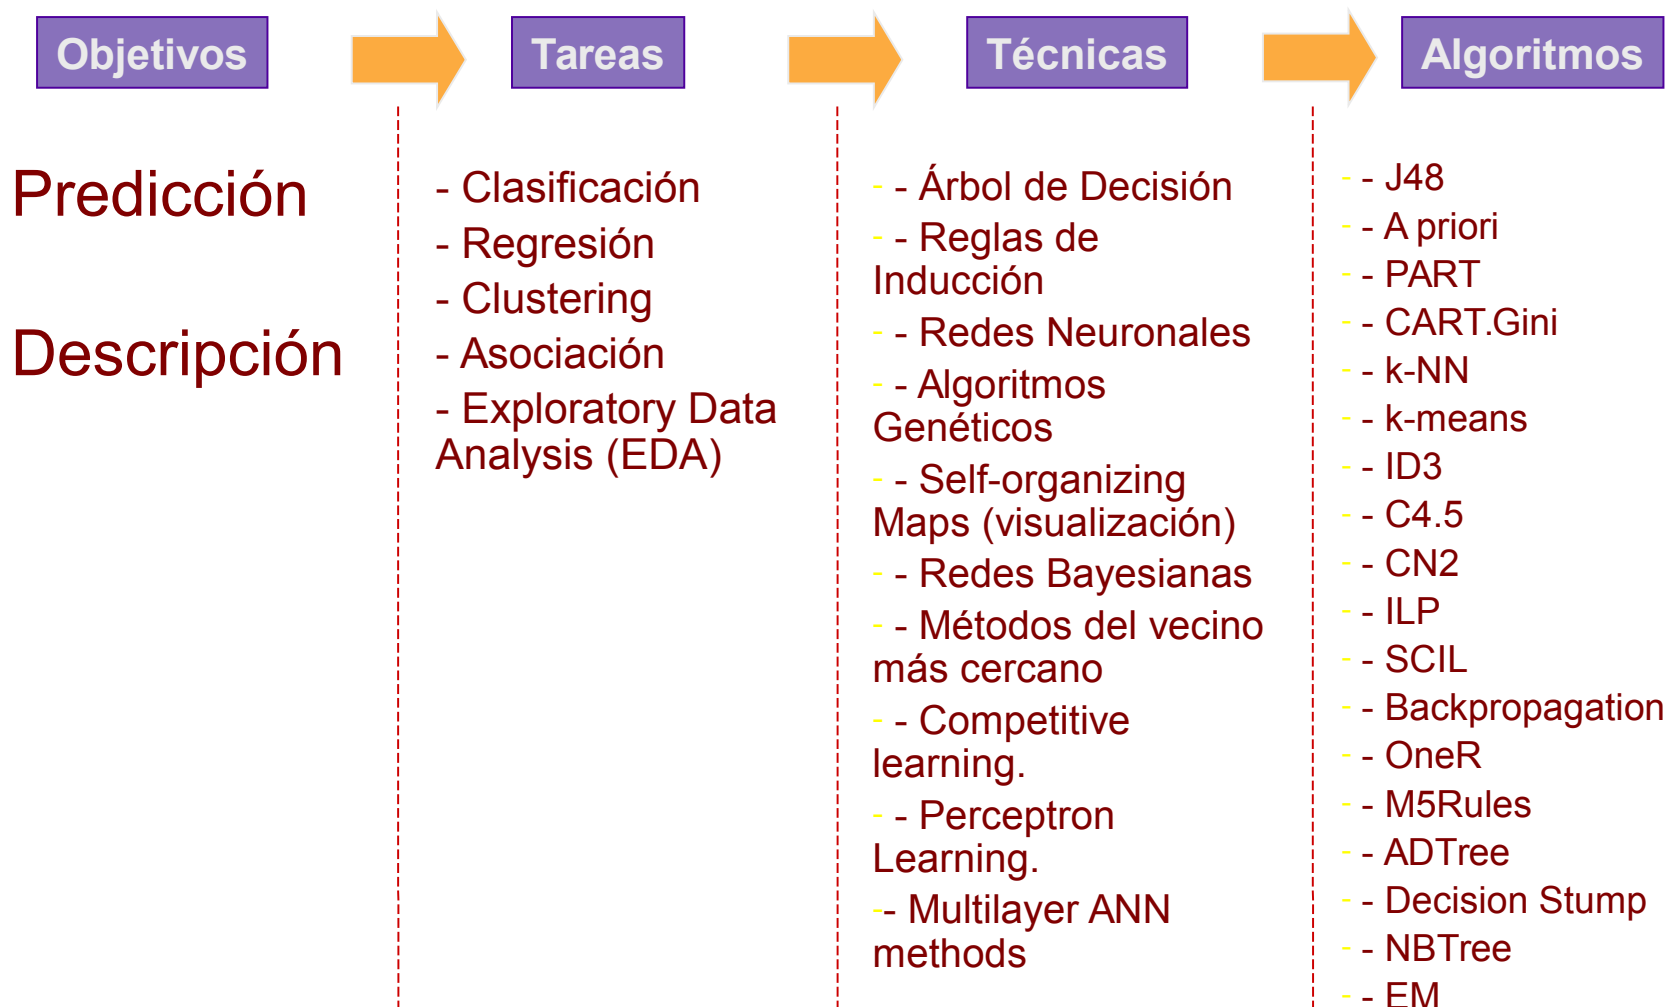 Objetivos
Tareas
Técnicas
Algoritmos
Predicción
Descripción
- Clasificación
- Regresión
- Clustering
- Asociación
- Exploratory Data
Analysis (EDA)
- - Árbol de Decisión
- - Reglas de
Inducción
- - Redes Neuronales
- - Algoritmos
Genéticos
- - Self-organizing
Maps (visualización)
- - Redes Bayesianas
- - Métodos del vecino
más cercano
- - Competitive
learning.
- - Perceptron
Learning.
-- Multilayer ANN
methods
- - J48
- - A priori
- - PART
- - CART.Gini
- - k-NN
- - k-means
- - ID3
- - C4.5
- - CN2
- - ILP
- - SCIL
- - Backpropagation
- - OneR
- - M5Rules
- - ADTree
- - Decision Stump
- - NBTree
- - EM